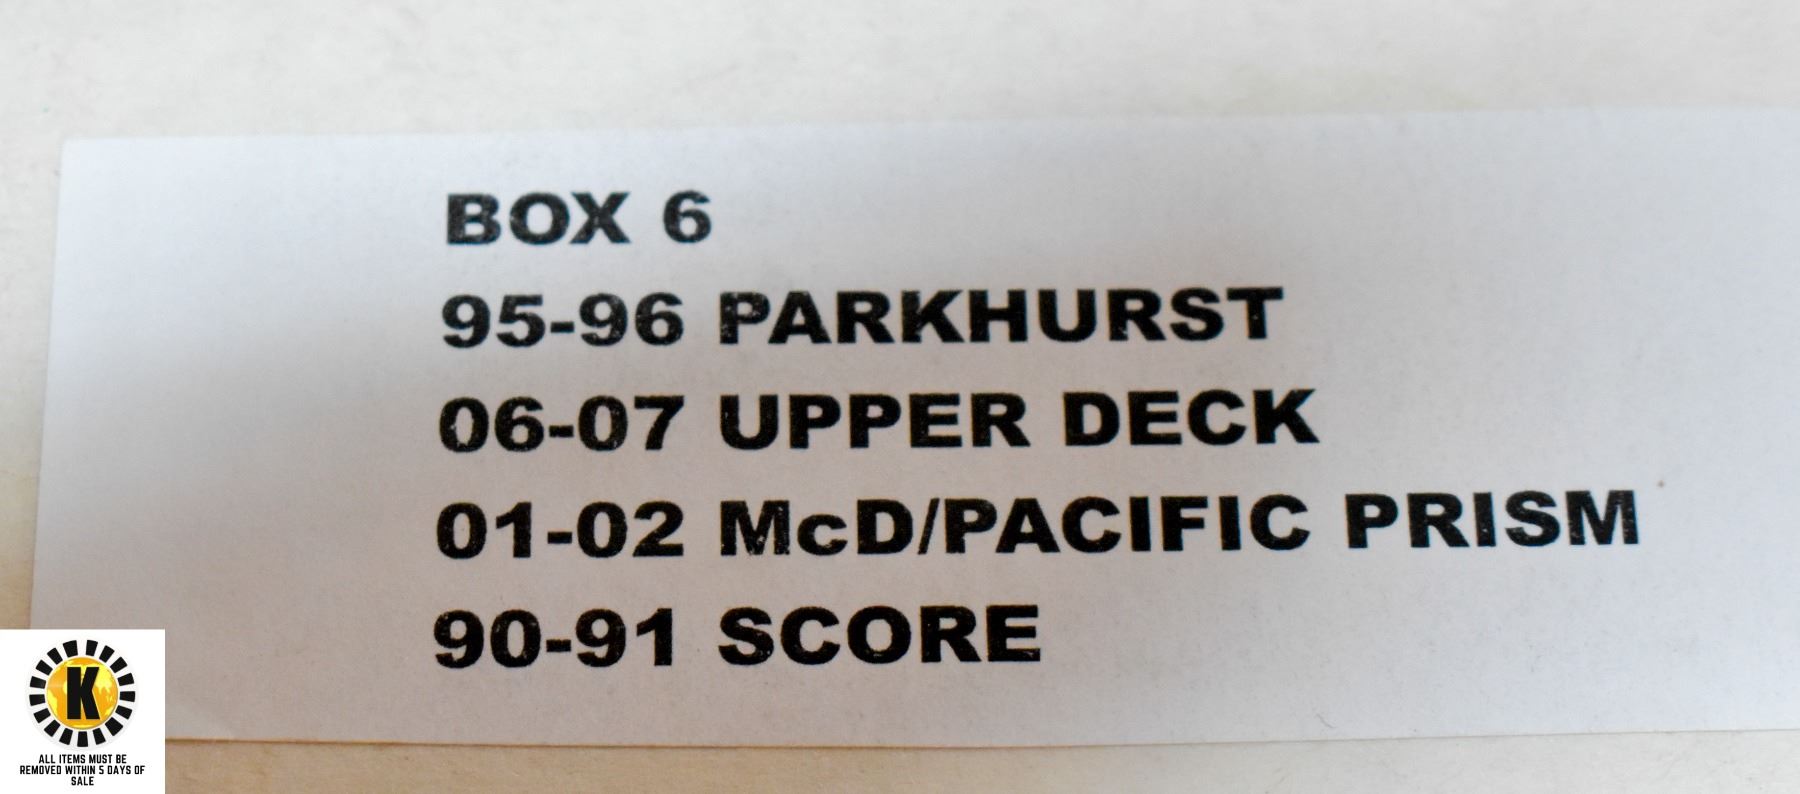 BOX 6
95-96 PARKHURST
06-07 UPPER DECK
01-02 McD/PACIFIC PRISM
90-91 SCORE
K
ALL ITEMS MUST BE
REMOVED WITHIN 5 DAYS OF
SALE